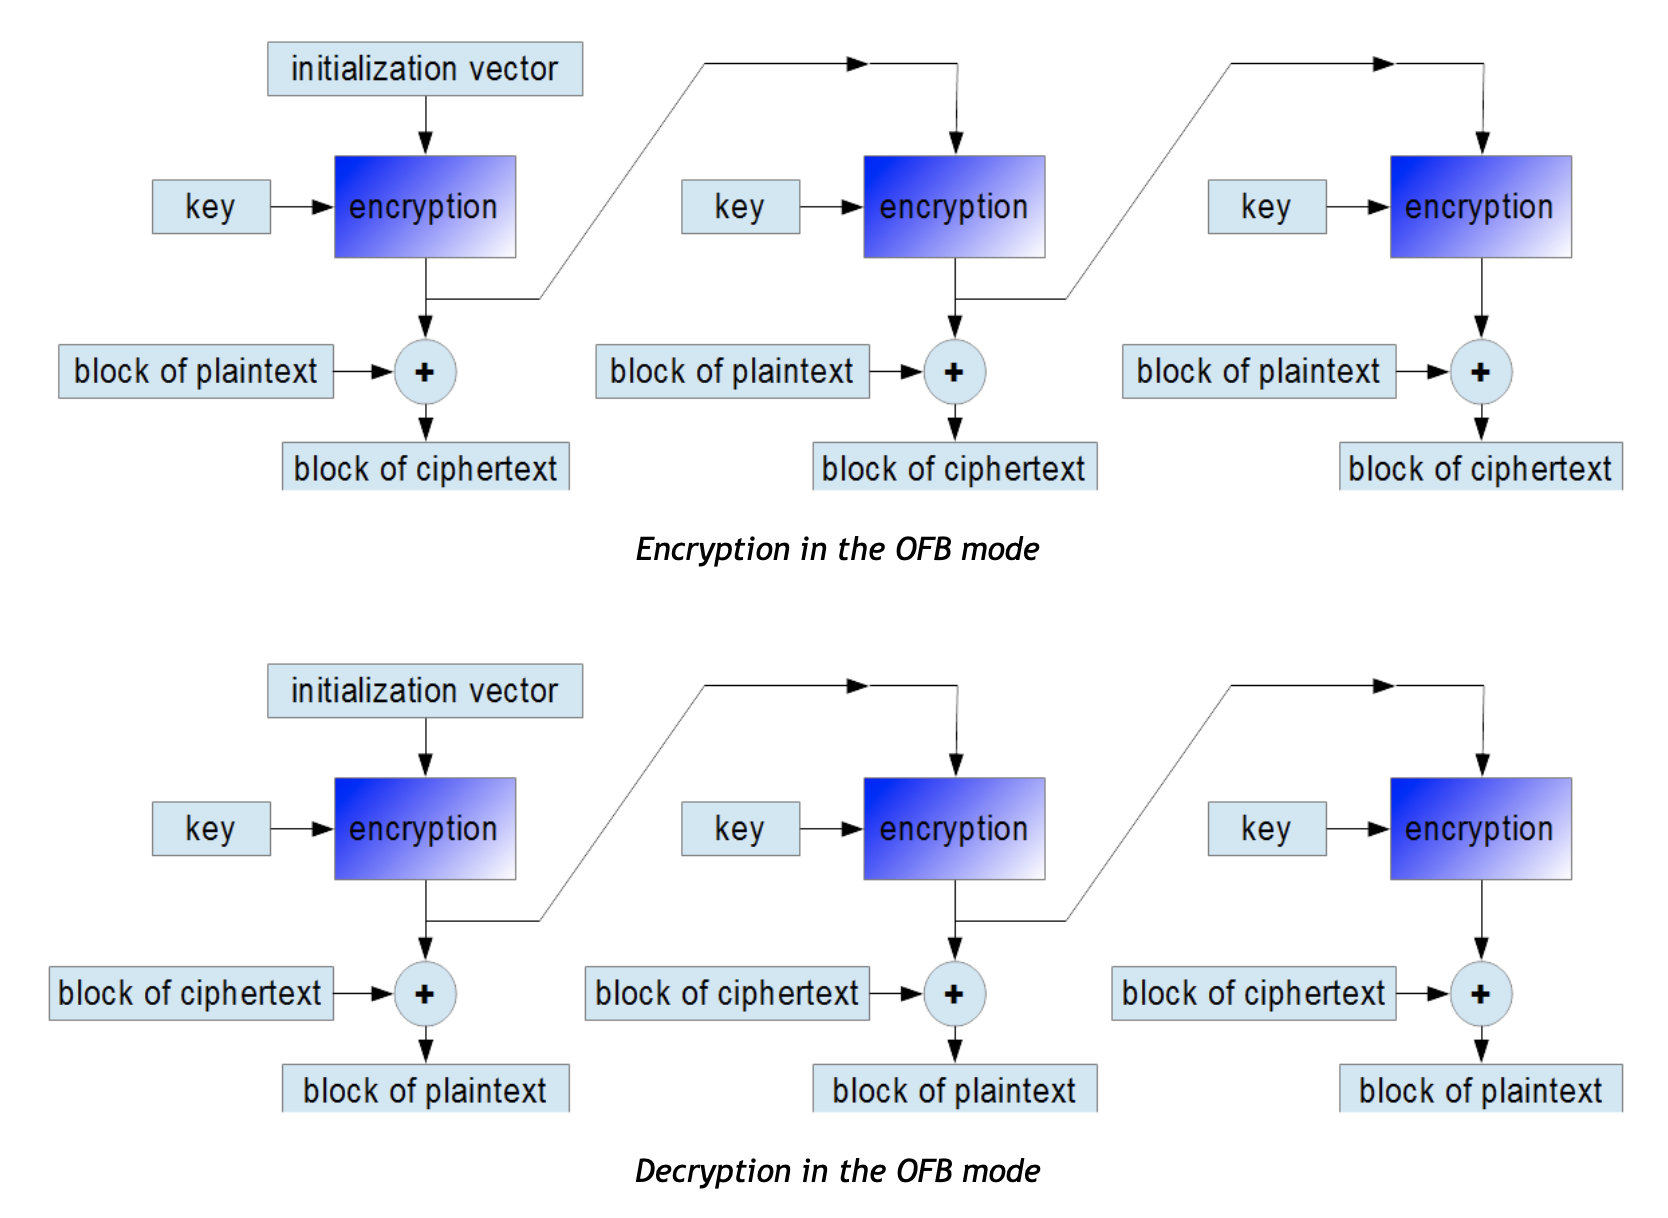 initialization vector
key
encryption
key
encryption
key
encryption
block of plaintext
+
block of plaintext
+
block of plaintext
+
block of ciphertext
block of ciphertext
block of ciphertext
Encryption in the OFB mode
initialization vector
key
encryption
key
encryption
key
encryption
block of ciphertext
+
block of ciphertext
+
block of ciphertext
+
block of plaintext
block of plaintext
block of plaintext
Decryption in the OFB mode